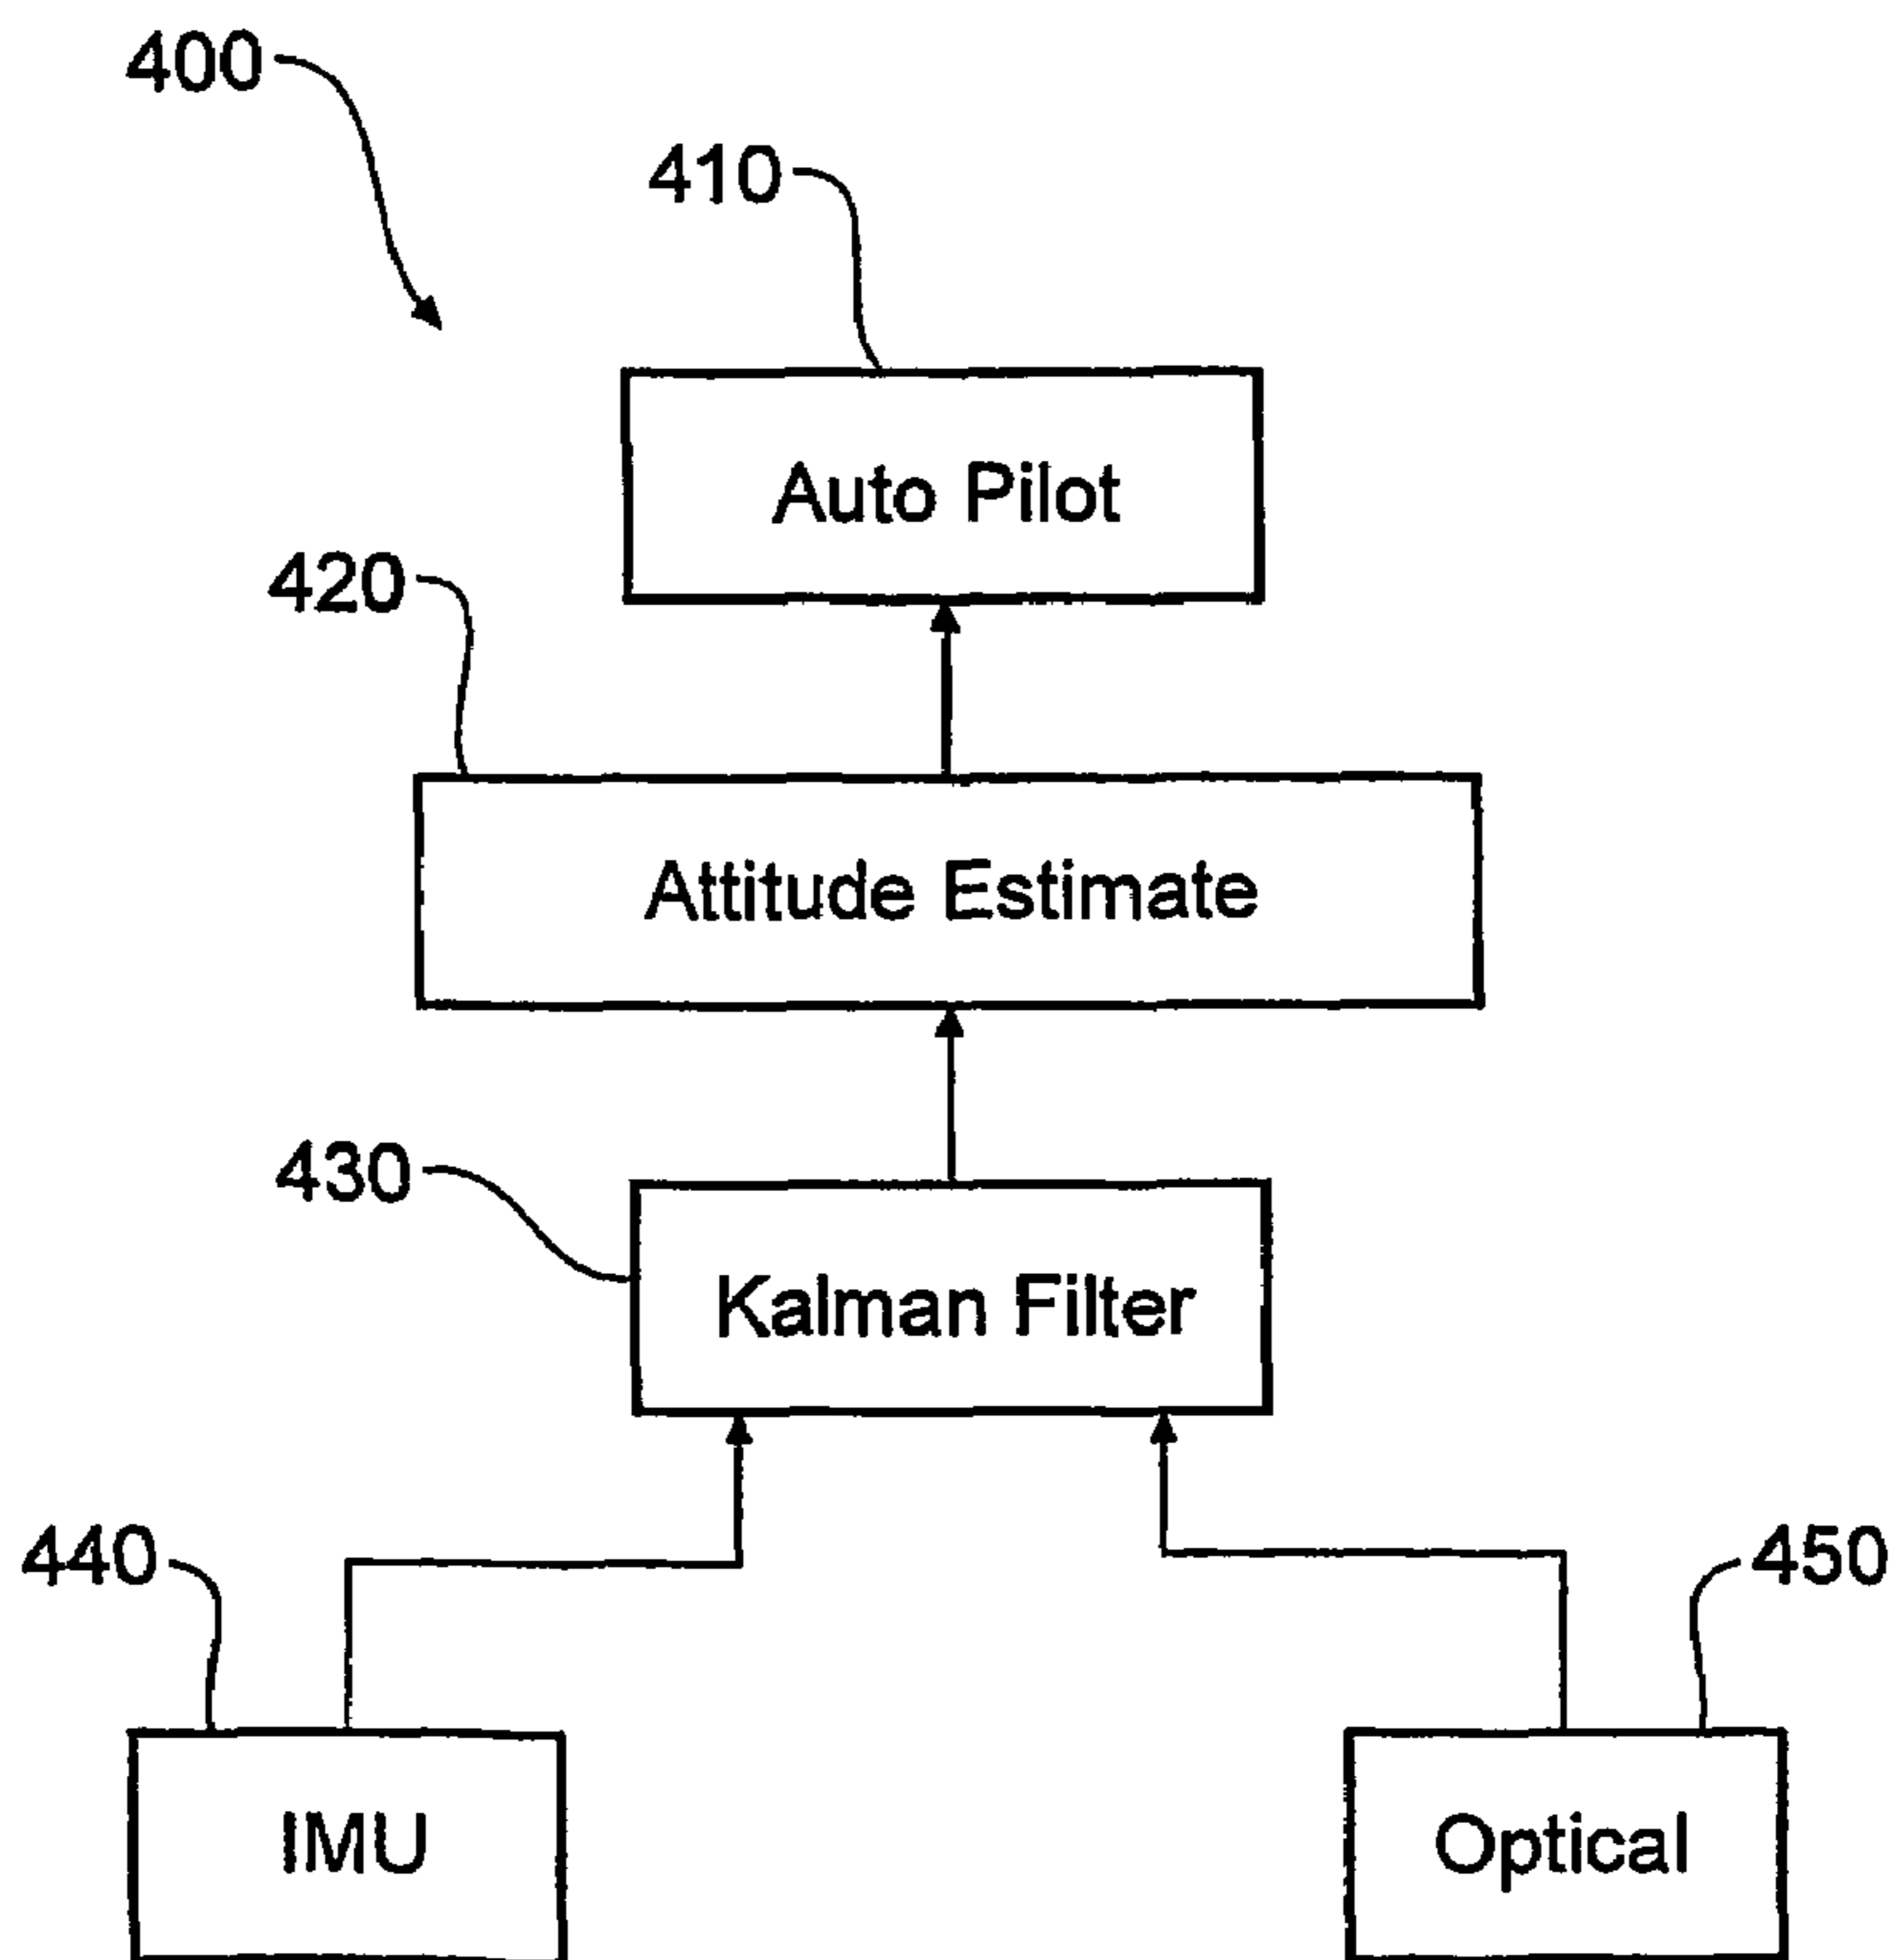 400
410
Auto Pilot
420
Attitude Estimate
430
Kalman Filter
440
450
IMU
Optical